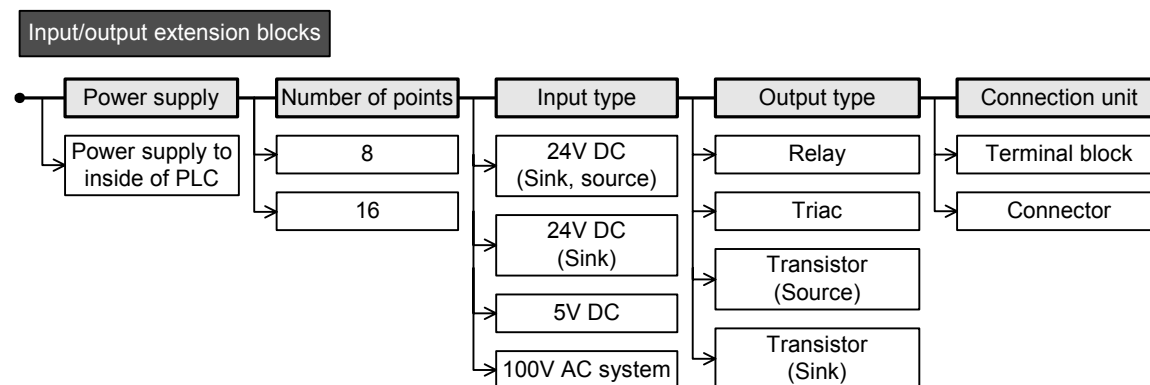 Input/output extension blocks
Power supply
Number of points
Input type
Output type
Connection unit
Power supply to
inside of PLC
8
16
24V DC
(Sink, source)
24V DC
(Sink)
5V DC
100V AC system
Relay
Triac
Transistor
(Source)
Transistor
(Sink)
Terminal block
Connector